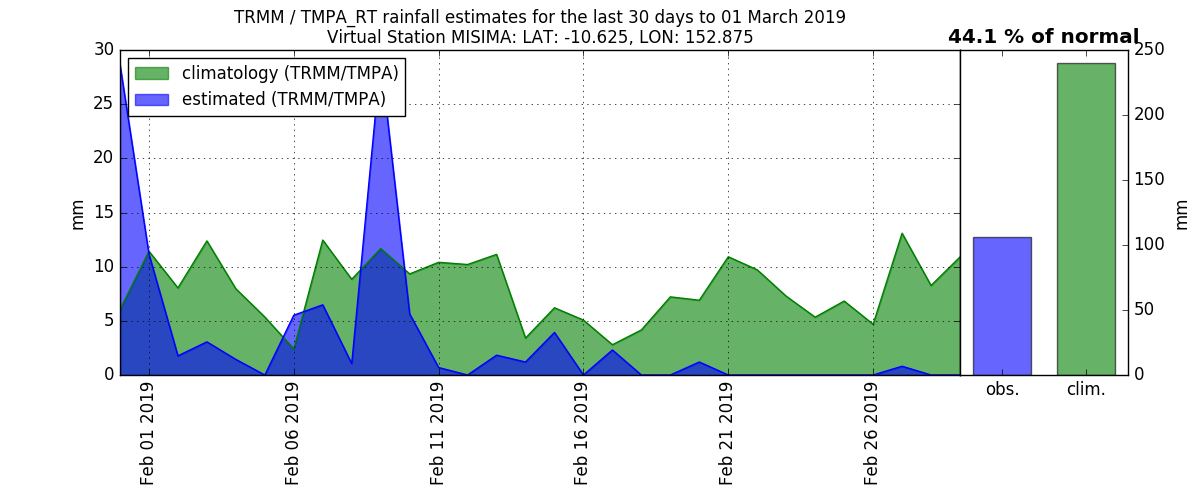 TRMM / TMPA_RT rainfall estimates for the last 30 days to 01 March 2019
Virtual Station MISIMA: LAT: -10.625, LON: 152.875
44.1 % of normal
climatology (TRMM/TMPA)
estimated (TRMM/TMPA)
30
25
20
15
10
5
0
mm
Feb 01 2019
Feb 06 2019
Feb 11 2019
Feb 16 2019
Feb 21 2019
Feb 26 2019
obs.
clim.
250
200
150
100
50
0
mm